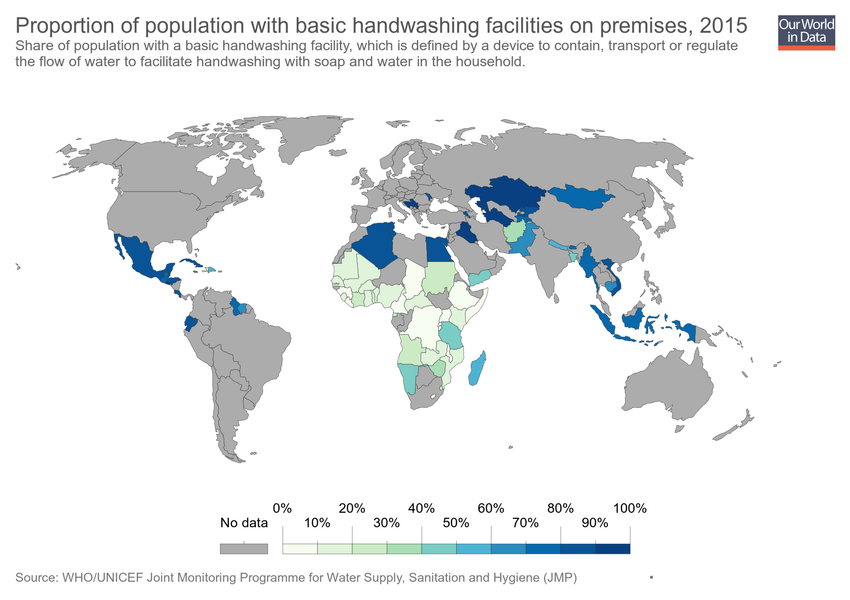 Proportion of population with basic handwashing facilities on premises, 2015
Our World
in Data
Share of population with a basic handwashing facility, which is defined by a device to contain, transport or regulate
the flow of water to facilitate handwashing with soap and water in the household.
0% 20% 40% 60% 80% 100%
No data 10% 30% 50% 70% 90%
Source: WHO/UNICEF Joint Monitoring Programme for Water Supply, Sanitation and Hygiene (JMP) •